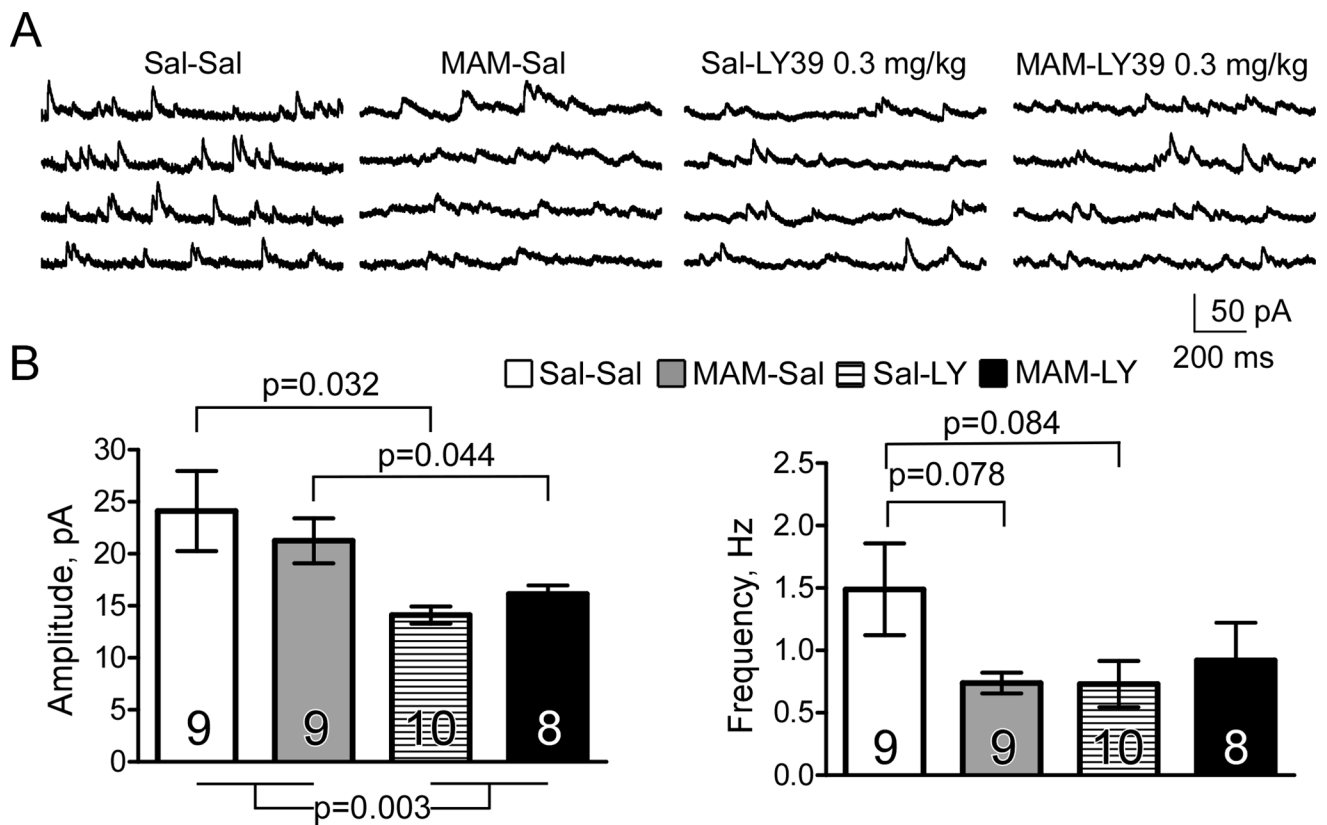 A
Sal-Sal MAM-Sal Sal-LY39 0.3 mg/kg MAM-LY39 0.3 mg/kg
50 pA
200 ms
B
Sal-Sal MAM-Sal Sal-LY MAM-LY
p=0.032
p=0.044
Amplitude, pA
30
25
20
15
10
5
0
9 9 10 8
p=0.003
p=0.084
p=0.078
Frequency, Hz
2.5
2.0
1.5
1.0
0.5
0.0
9 9 10 8